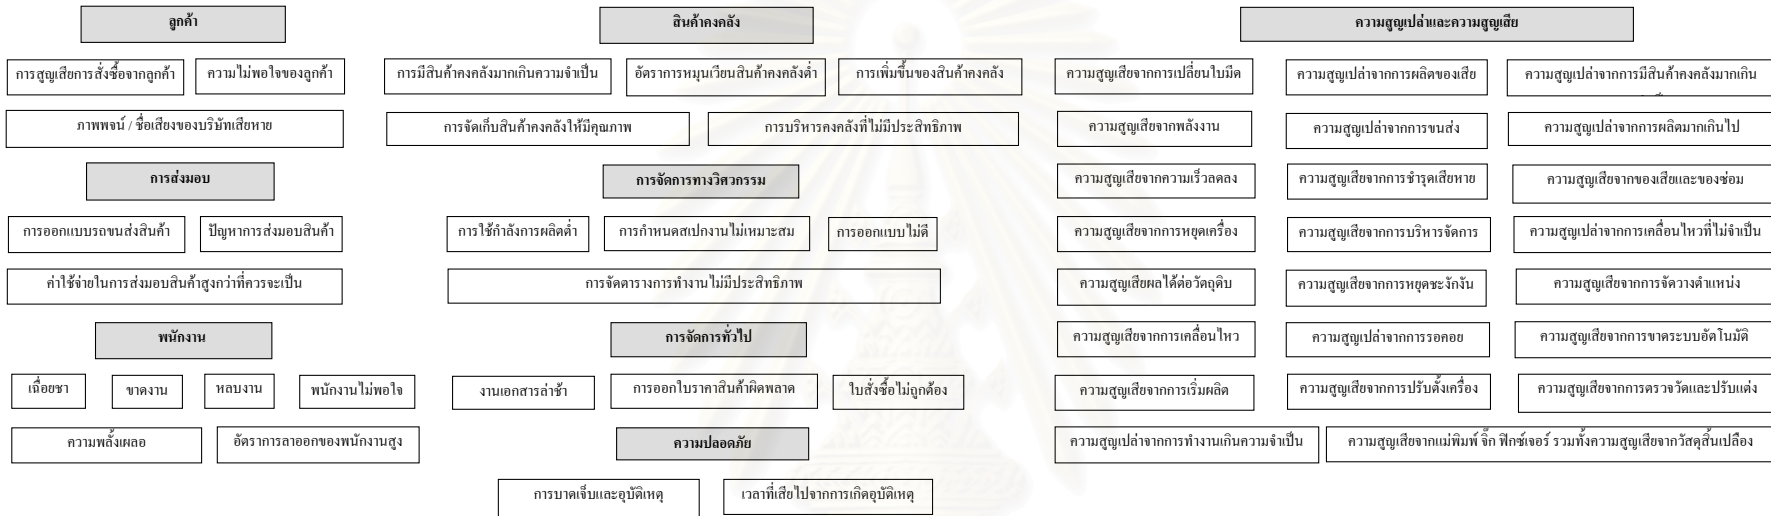 ลูกค้า
การสูญเสียการสั่งซื้อจากลูกค้า
ความไม่พอใจของลูกค้า
ภาพพจน์ / ชื่อเสียงของบริษัทเสียหาย
การส่งมอบ
การออกแบบรถขนส่งสินค้า
ปัญหาการส่งมอบสินค้า
ค่าใช้จ่ายในการส่งมอบสินค้าสูงกว่าที่ควรจะเป็น
พนักงาน
เฉื่อยชา
ขาดงาน
หลบงาน
พนักงานไม่พอใจ
ความพลั้งเผลอ
อัตราการลาออกของพนักงานสูง
สินค้าคงคลัง
การมีสินค้าคงคลังมากเกินความจำเป็น
อัตราการหมุนเวียนสินค้าคงคลังต่ำ
การเพิ่มขึ้นของสินค้าคงคลัง
การจัดเก็บสินค้าคงคลังให้มีคุณภาพ
การบริหารคงคลังที่ไม่มีประสิทธิภาพ
การจัดการทางวิศวกรรม
การใช้กำลังการผลิตต่ำ
การกำหนดสเปกงานไม่เหมาะสม
การออกแบบไม่ดี
การจัดตารางการทำงานไม่มีประสิทธิภาพ
การจัดการทั่วไป
งานเอกสารล่าช้า
การออกใบราคาสินค้าผิดพลาด
ใบสั่งซื้อไม่ถูกต้อง
ความปลอดภัย
การบาดเจ็บและอุบัติเหตุ
เวลาที่เสียไปจากการเกิดอุบัติเหตุ
ความสูญเปล่าและความสูญเสีย
ความสูญเสียจากการเปลี่ยนใบมีด
ความสูญเปล่าจากการผลิตของเสีย
ความสูญเปล่าจากการมีสินค้าคงคลังมากเกิน
ความสูญเสียจากพลังงาน
ความสูญเปล่าจากการขนส่ง
ความสูญเปล่าจากการผลิตมากเกินไป
ความสูญเสียจากความเร็วลดลง
ความสูญเสียจากการชำรุดเสียหาย
ความสูญเสียจากของเสียและของซ่อม
ความสูญเสียจากการหยุดเครื่อง
ความสูญเสียจากการบริหารจัดการ
ความสูญเปล่าจากการเคลื่อนไหวที่ไม่จำเป็น
ความสูญเสียผลได้ต่อวัตถุดิบ
ความสูญเสียจากการหยุดชะงักงัน
ความสูญเสียจากการจัดวางตำแหน่ง
ความสูญเสียจากการเคลื่อนไหว
ความสูญเปล่าจากการรอคอย
ความสูญเสียจากการขาดระบบอัตโนมัติ
ความสูญเสียจากการเริ่มผลิต
ความสูญเสียจากการปรับตั้งเครื่อง
ความสูญเสียจากการตรวจวัดและปรับแต่ง
ความสูญเปล่าจากการทำงานเกินความจำเป็น
ความสูญเสียจากแม่พิมพ์ จิ๊ก ฟิกซ์เจอร์ รวมทั้งความสูญเสียจากวัสดุสิ้นเปลือง